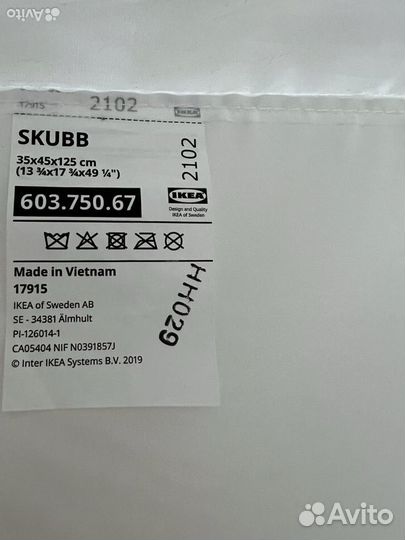 Avito
17915 2102 IKEA
SKUBB
35x45x125 cm
(13 ¾x17 ¾x49 ¼")
2102
603.750.67
IKEA
Design and Quality
IKEA of Sweden
Made in Vietnam
17915
IKEA of Sweden AB
SE - 34381 Älmhult
PI-126014-1
CA05404 NIF N0391857J
© Inter IKEA Systems B.V. 2019
HH029
Avito